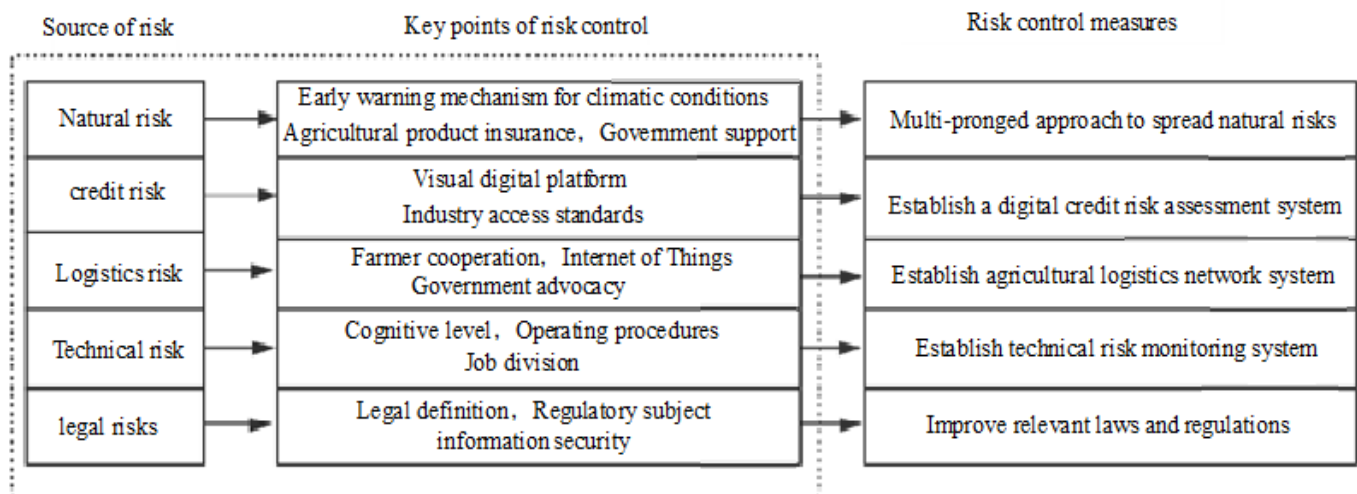 Source of risk
Key points of risk control
Risk control measures
Natural risk
Early warning mechanism for climatic conditions
Agricultural product insurance，Government support
Multi-pronged approach to spread natural risks
credit risk
Visual digital platform
Industry access standards
Establish a digital credit risk assessment system
Logistics risk
Farmer cooperation，Internet of Things
Government advocacy
Establish agricultural logistics network system
Technical risk
Cognitive level，Operating procedures
Job division
Establish technical risk monitoring system
legal risks
Legal definition，Regulatory subject
information security
Improve relevant laws and regulations